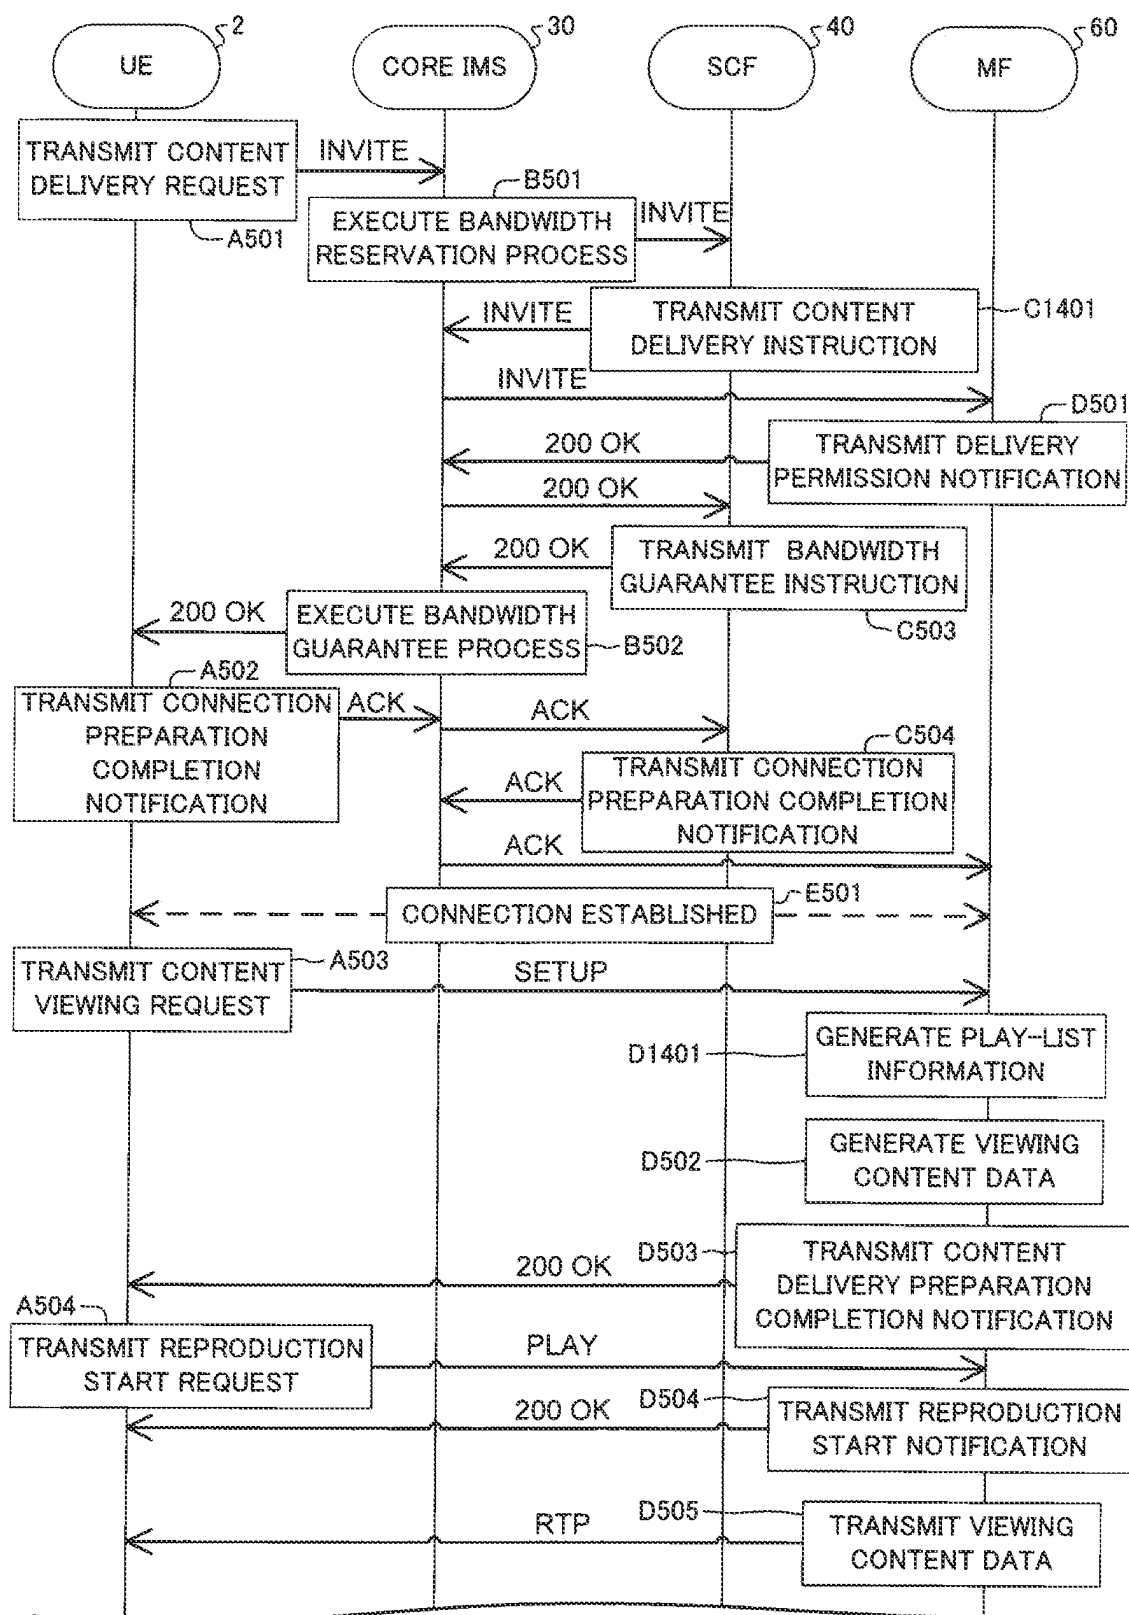 2
30
40
60
UE
CORE IMS
SCF
MF
TRANSMIT CONTENT
DELIVERY REQUEST
INVITE
A501
B501
EXECUTE BANDWIDTH
RESERVATION PROCESS
INVITE
INVITE
TRANSMIT CONTENT
DELIVERY INSTRUCTION
C1401
INVITE
D501
200 OK
TRANSMIT DELIVERY
PERMISSION NOTIFICATION
200 OK
200 OK
TRANSMIT BANDWIDTH
GUARANTEE INSTRUCTION
C503
200 OK
EXECUTE BANDWIDTH
GUARANTEE PROCESS
B502
A502
TRANSMIT CONNECTION
PREPARATION
COMPLETION
NOTIFICATION
ACK
ACK
C504
ACK
TRANSMIT CONNECTION
PREPARATION COMPLETION
NOTIFICATION
ACK
CONNECTION ESTABLISHED
E501
TRANSMIT CONTENT
VIEWING REQUEST
A503
SETUP
D1401
GENERATE PLAY-LIST
INFORMATION
D502
GENERATE VIEWING
CONTENT DATA
D503
200 OK
TRANSMIT CONTENT
DELIVERY PREPARATION
COMPLETION NOTIFICATION
A504
TRANSMIT REPRODUCTION
START REQUEST
PLAY
D504
200 OK
TRANSMIT REPRODUCTION
START NOTIFICATION
D505
RTP
TRANSMIT VIEWING
CONTENT DATA